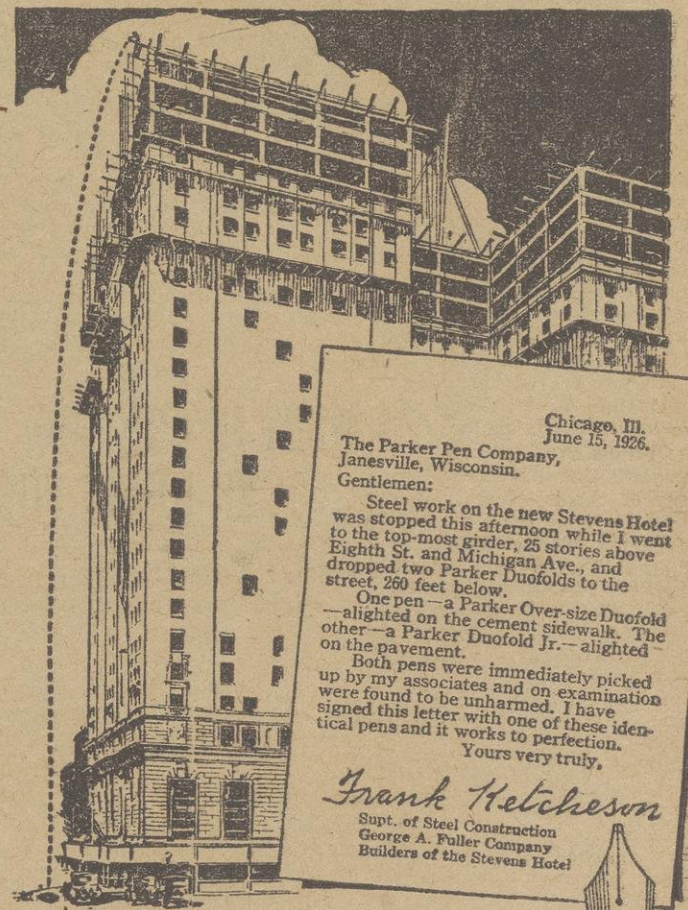 Chicago, Ill.
June 15, 1926.
The Parker Pen Company,
Janesville, Wisconsin.
Gentlemen:
Steel work on the new Stevens Hotel
was stopped this afternoon while I went
to the top-most girder, 25 stories above
Eighth St. and Michigan Ave., and
dropped two Parker Duofolds to the
street, 260 feet below.
One pen—a Parker Over-size Duofold
—alighted on the cement sidewalk. The
other—a Parker Duofold Jr.—alighted
on the pavement.
Both pens were immediately picked
up by my associates and on examination
were found to be unharmed. I have
signed this letter with one of these iden-
tical pens and it works to perfection.
Yours very truly,
Frank Ketcheson
Supt. of Steel Construction
George A. Fuller Company
Builders of the Stevens Hotel